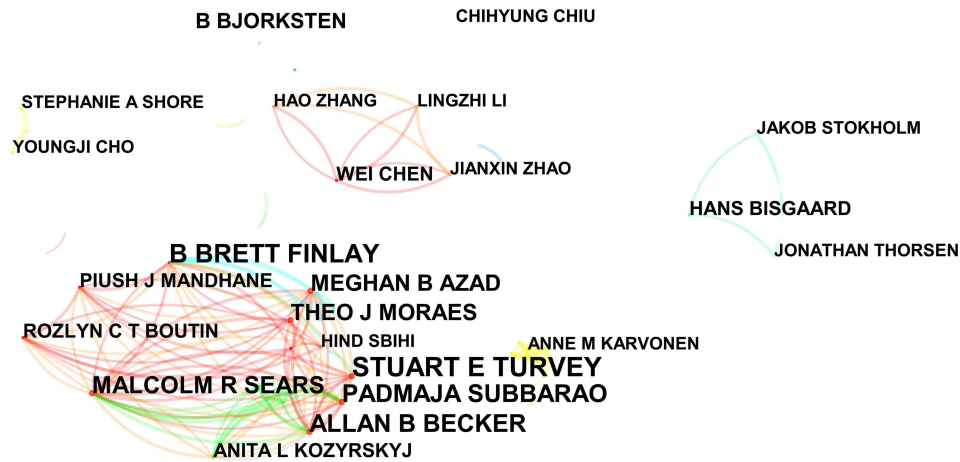 CHIHYUNG CHIU
B BJORKSTEN
STEPHANIE A SHORE
HAO ZHANG
LINGZHI LI
JAKOB STOKHOLM
YOUNGJI CHO
WEI CHEN
JIANXIN ZHAO
HANS BISGAARD
B BRETT FINLAY
JONATHAN THORSEN
PIUSH J MANDHANE
MEGHAN B AZAD
THEO J MORAES
ROZLYN C T BOUTIN
HIND SBIHI
ANNE M KARVONEN
STUART E TURVEY
MALCOLM R SEARS
PADMAJA SUBBARAO
ALLAN B BECKER
ANITA L KOZYRSKYJ